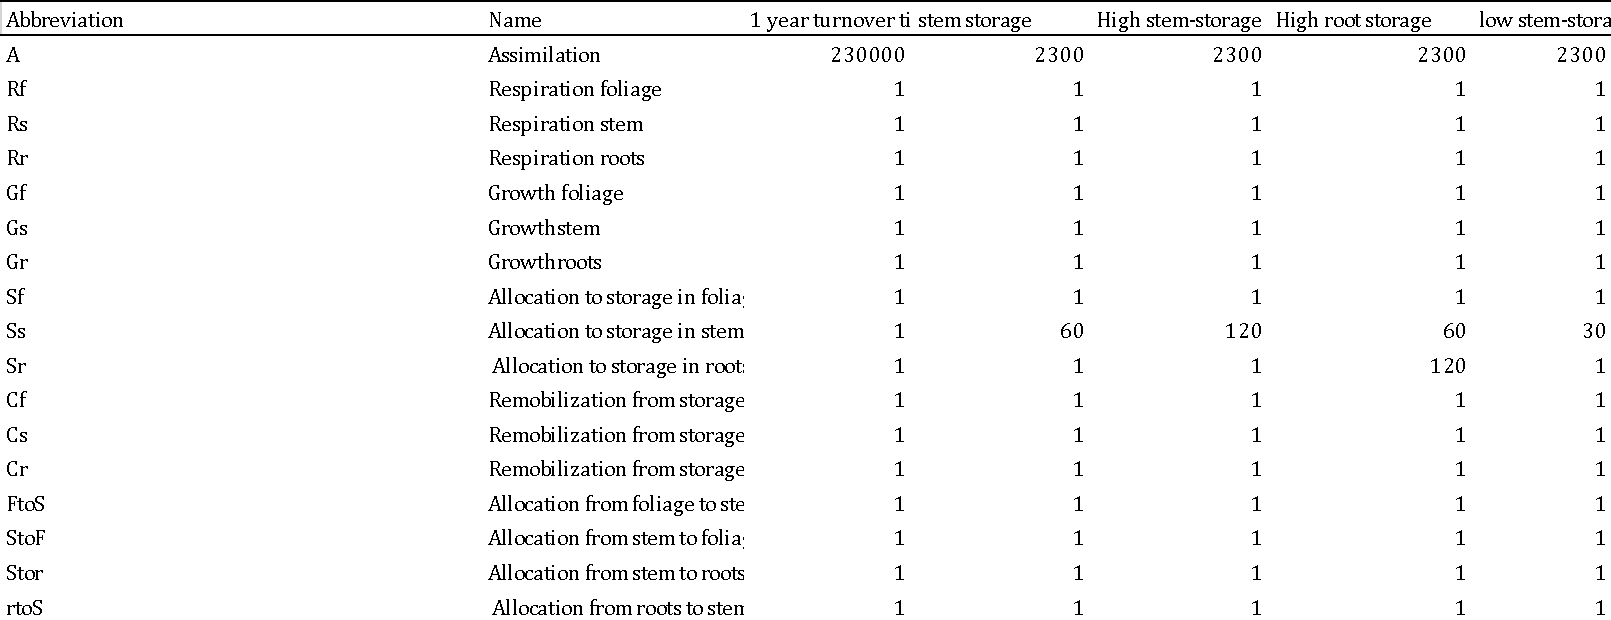 Abbreviation Name 1 year turnover ti stem storage High stem-storage High root storage low stem-stora
A Assimilation 230000 2300 2300 2300 2300
Rf Respiration foliage 1 1 1 1 1
Rs Respiration stem 1 1 1 1 1
Rr Respiration roots 1 1 1 1 1
Gf Growth foliage 1 1 1 1 1
Gs Growthstem 1 1 1 1 1
Gr Growthroots 1 1 1 1 1
Sf Allocation to storage in foliag 1 1 1 1 1
Ss Allocation to storage in stem 1 60 120 60 30
Sr Allocation to storage in roots 1 1 1 120 1
Cf Remobilization from storage 1 1 1 1 1
Cs Remobilization from storage 1 1 1 1 1
Cr Remobilization from storage 1 1 1 1 1
FtoS Allocation from foliage to ste 1 1 1 1 1
StoF Allocation from stem to foliag 1 1 1 1 1
Stor Allocation from stem to roots 1 1 1 1 1
rtoS Allocation from roots to stem 1 1 1 1 1